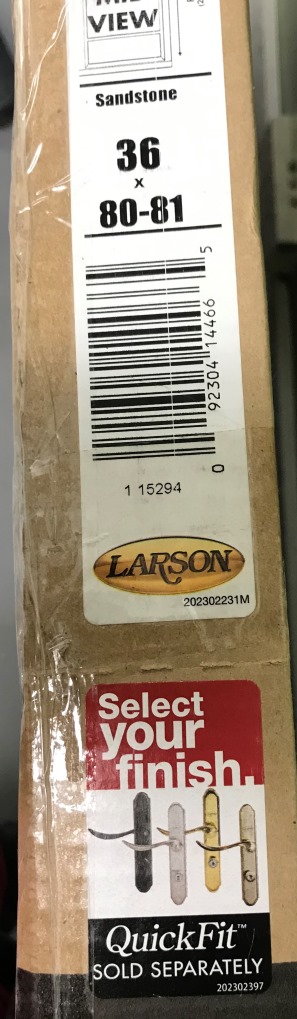 VIEW
Sandstone
36
x
80-81
0 92304 14466 5
1 15294
LARSON
202302231M
Select
your
finish.
QuickFit™
SOLD SEPARATELY
202302397